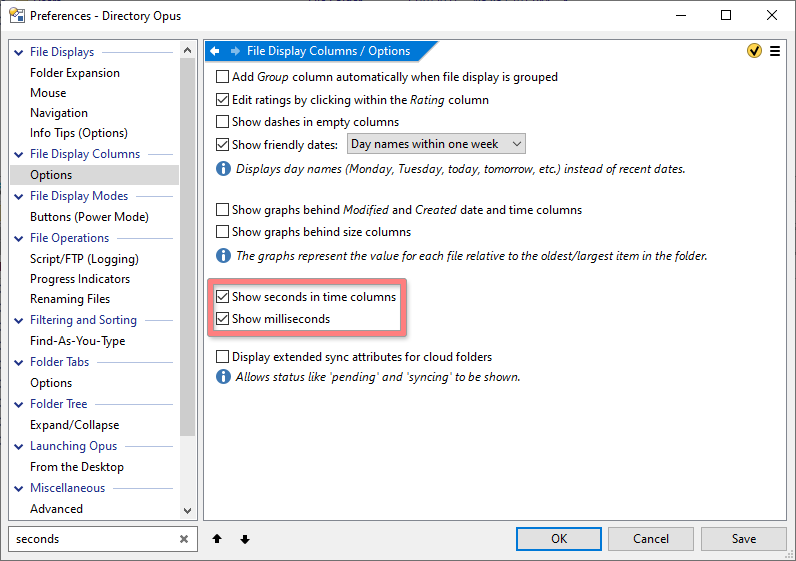 Preferences - Directory Opus
File Displays
Folder Expansion
Mouse
Navigation
Info Tips (Options)
File Display Columns
Options
File Display Modes
Buttons (Power Mode)
File Operations
Script/FTP (Logging)
Progress Indicators
Renaming Files
Filtering and Sorting
Find-As-You-Type
Folder Tabs
Options
Folder Tree
Expand/Collapse
Launching Opus
From the Desktop
Miscellaneous
Advanced
seconds
File Display Columns / Options
Add Group column automatically when file display is grouped
Edit ratings by clicking within the Rating column
Show dashes in empty columns
Show friendly dates: Day names within one week
Displays day names (Monday, Tuesday, today, tomorrow, etc.) instead of recent dates.
Show graphs behind Modified and Created date and time columns
Show graphs behind size columns
The graphs represent the value for each file relative to the oldest/largest item in the folder.
Show seconds in time columns
Show milliseconds
Display extended sync attributes for cloud folders
Allows status like 'pending' and 'syncing' to be shown.
OK Cancel Save